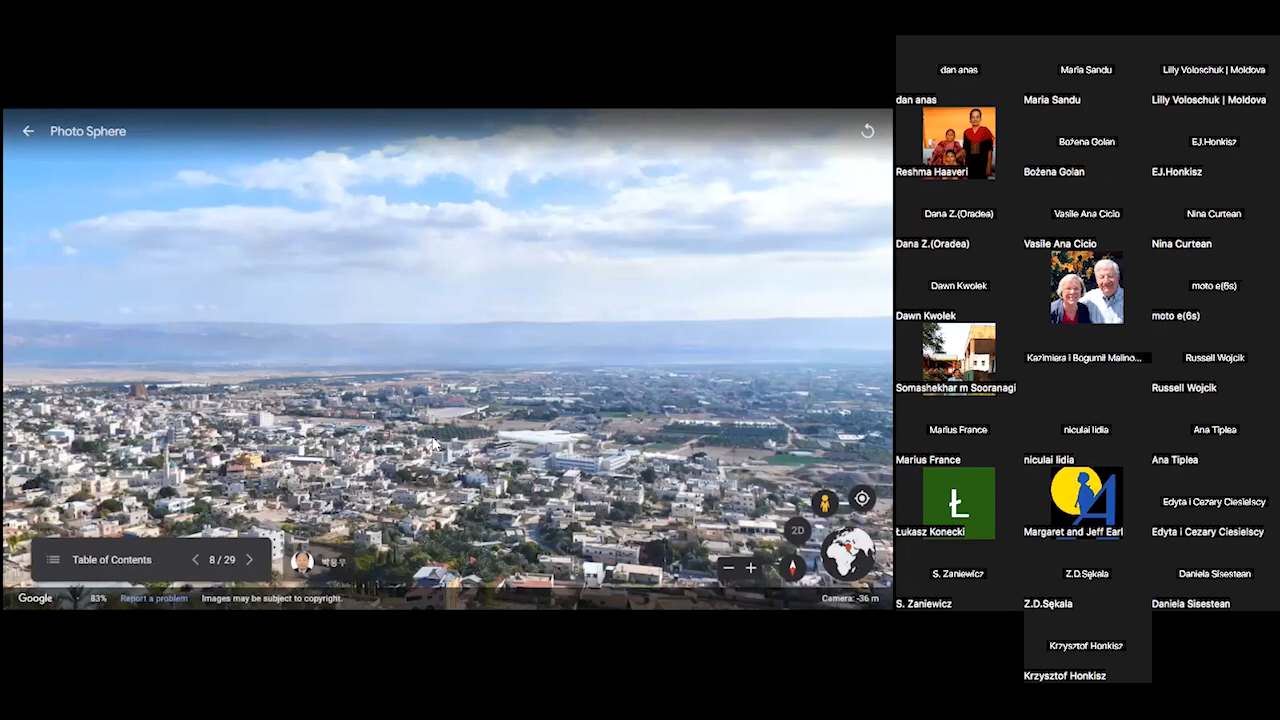 Photo Sphere
Table of Contents
8 / 29
박동우
2D
Google
83%
Report a problem
Images may be subject to copyright.
Camera: -36 m
dan anas
Maria Sandu
Lilly Voloschuk | Moldova
dan anas
Maria Sandu
Lilly Voloschuk | Moldova
Bożena Golan
EJ.Honkisz
Reshma Haaveri
Bożena Golan
EJ.Honkisz
Dana Z.(Oradea)
Vasile Ana Cicio
Nina Curtean
Dana Z.(Oradea)
Vasile Ana Cicio
Nina Curtean
Dawn Kwolek
moto e(6s)
Dawn Kwolek
moto e(6s)
Kazimiera i Bogumił Malino...
Russell Wojcik
Somashekhar m Sooranagi
Russell Wojcik
Marius France
niculai lidia
Ana Tiplea
Marius France
niculai lidia
Ana Tiplea
Ł
A
Edyta i Cezary Ciesielscy
Łukasz Konecki
Margaret and Jeff Earl
Edyta i Cezary Ciesielscy
S. Zaniewicz
Z.D.Sękala
Daniela Sisestean
S. Zaniewicz
Z.D.Sękala
Daniela Sisestean
Krzysztof Honkisz
Krzysztof Honkisz